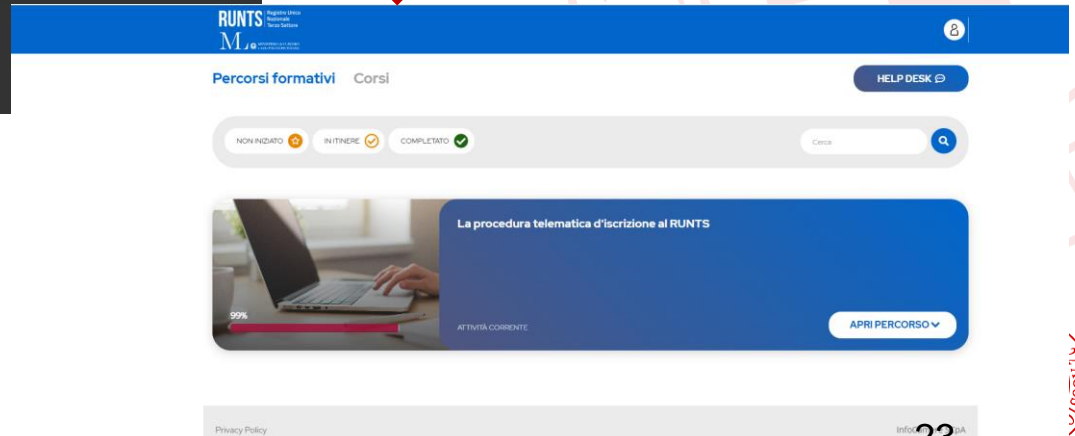 RUNTS Registro Unico
Nazionale
Terzo Settore
M
Percorsi formativi Corsi
HELP DESK
NON INIZIATO IN ITINERE COMPLETATO
Cerca
La procedura telematica d'iscrizione al RUNTS
99%
ATTIVITÀ CORRENTE
APRI PERCORSO
Privacy Policy
23